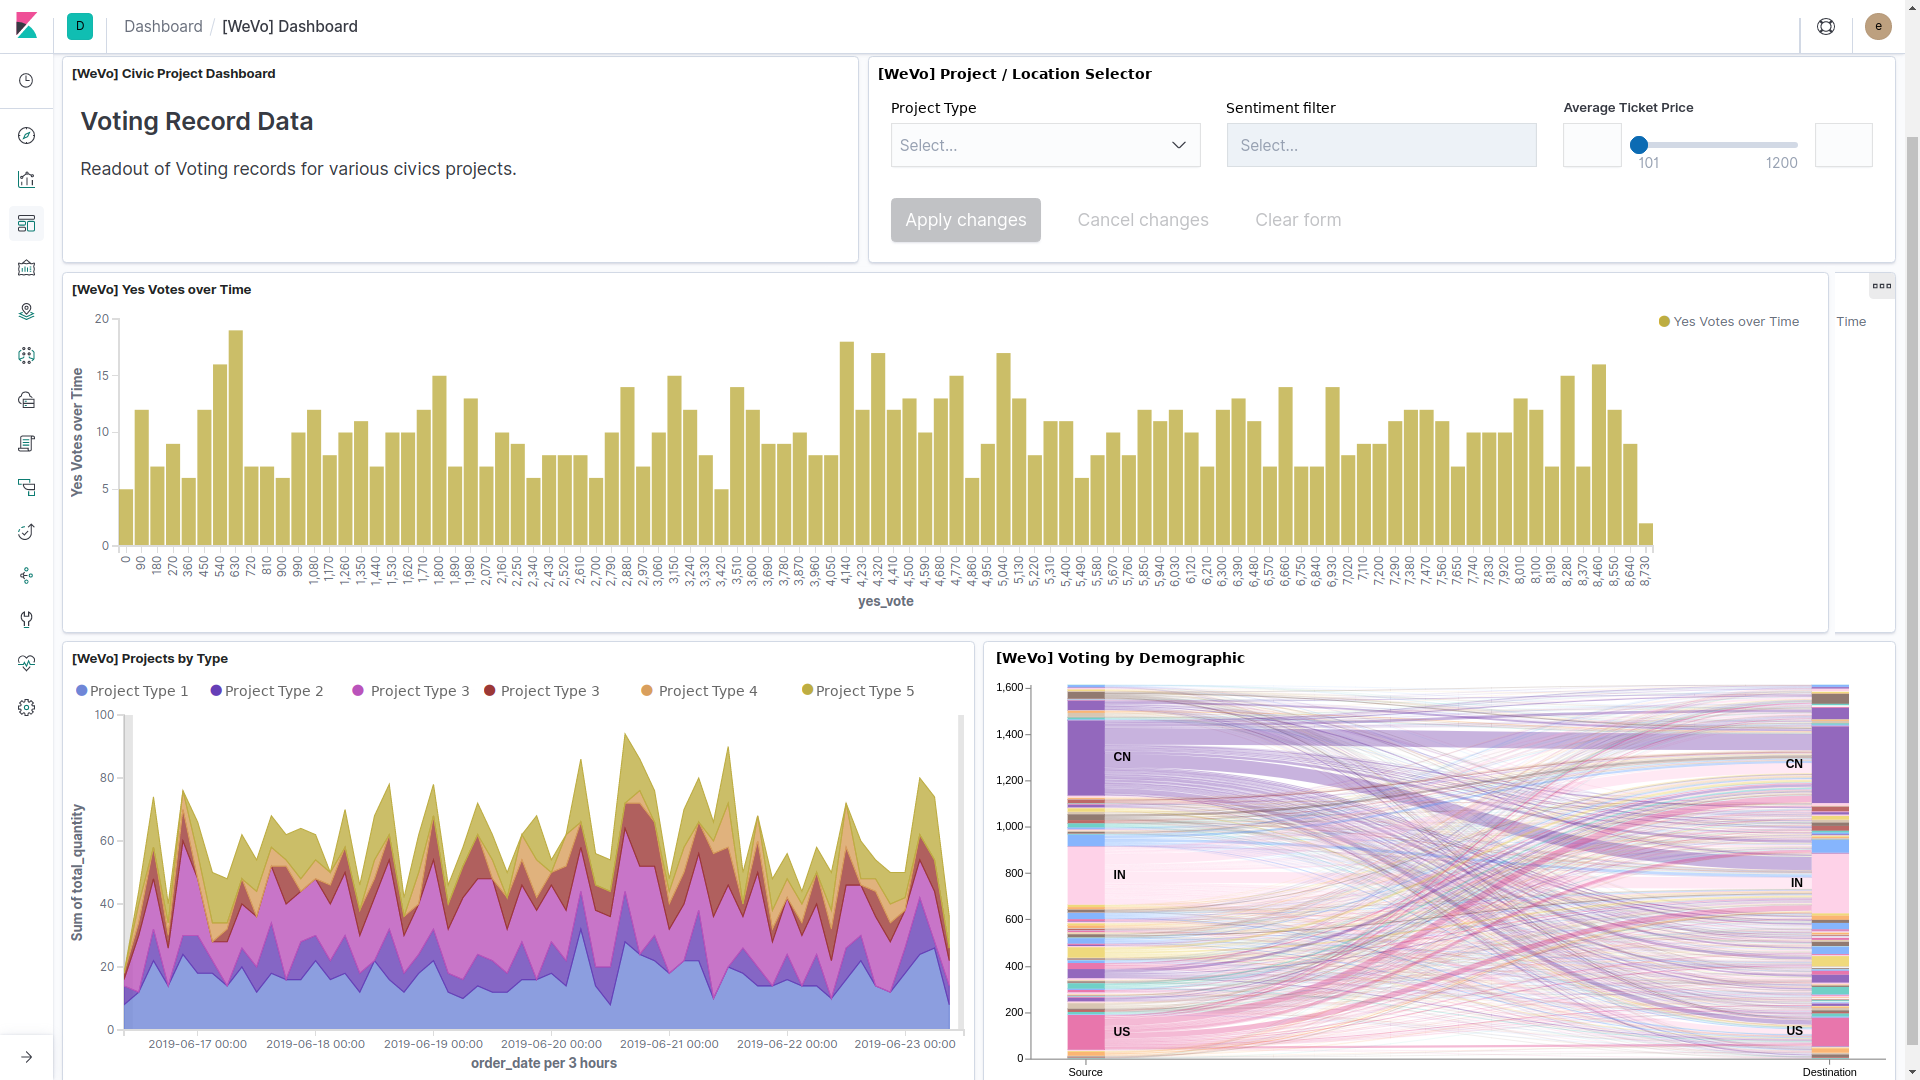 D Dashboard / [WeVo] Dashboard e
[WeVo] Civic Project Dashboard
Voting Record Data
Readout of Voting records for various civics projects.
[WeVo] Project / Location Selector
Project Type Sentiment filter Average Ticket Price
Select... Select...
101 1200
Apply changes Cancel changes Clear form
[WeVo] Yes Votes over Time
Yes Votes over Time Time
Yes Votes over Time
20
15
10
5
0
0 90 180 270 360 450 540 630 720 810 900 990 1,080 1,170 1,260 1,350 1,440 1,530 1,620 1,710 1,800 1,890 1,980 2,070 2,160 2,250 2,340 2,430 2,520 2,610 2,700 2,790 2,880 2,970 3,060 3,150 3,240 3,330 3,420 3,510 3,600 3,690 3,780 3,870 3,960 4,050 4,140 4,230 4,320 4,410 4,500 4,590 4,680 4,770 4,860 4,950 5,040 5,130 5,220 5,310 5,400 5,490 5,580 5,670 5,760 5,850 5,940 6,030 6,120 6,210 6,300 6,390 6,480 6,570 6,660 6,750 6,840 6,930 7,020 7,110 7,200 7,290 7,380 7,470 7,560 7,650 7,740 7,830 7,920 8,010 8,100 8,190 8,280 8,370 8,460 8,550 8,640 8,730
yes_vote
[WeVo] Projects by Type
Project Type 1 Project Type 2 Project Type 3 Project Type 3 Project Type 4 Project Type 5
Sum of total_quantity
100
80
60
40
20
0
2019-06-17 00:00 2019-06-18 00:00 2019-06-19 00:00 2019-06-20 00:00 2019-06-21 00:00 2019-06-22 00:00 2019-06-23 00:00
order_date per 3 hours
[WeVo] Voting by Demographic
1,600
1,400
1,200
1,000
800
600
400
200
0
CN CN
IN IN
US US
Source Destination